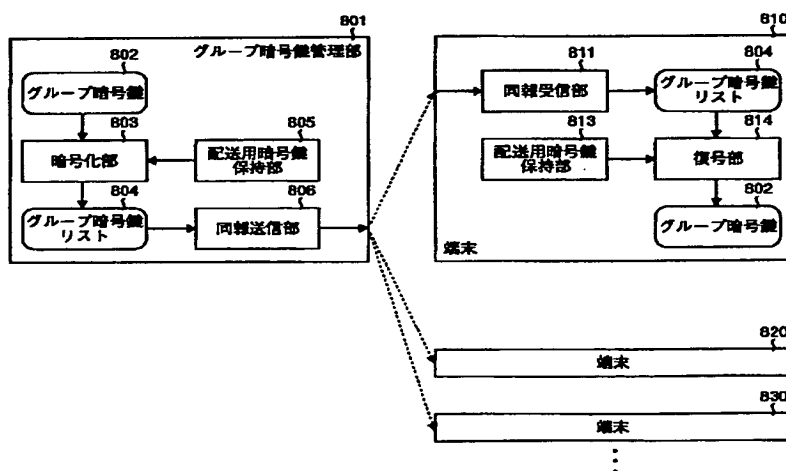 801
グループ暗号鍵管理部
802
グループ暗号鍵
803
暗号化部
805
配送用暗号鍵
保持部
804
グループ暗号鍵
リスト
806
同報送信部
810
811
同報受信部
804
グループ暗号鍵
リスト
813
配送用暗号鍵
保持部
814
復号部
802
グループ暗号鍵
端末
820
端末
830
端末